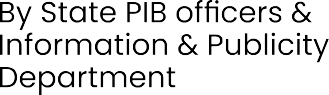 By State PIB officers &
Information & Publicity
Department